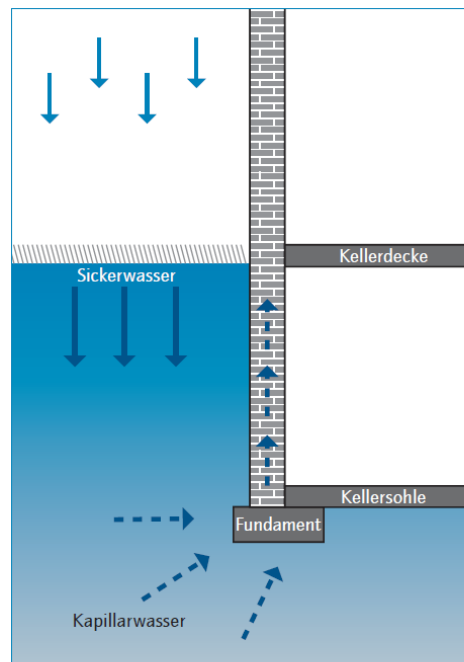 Kellerdecke
Sickerwasser
Kellersohle
Fundament
Kapillarwasser